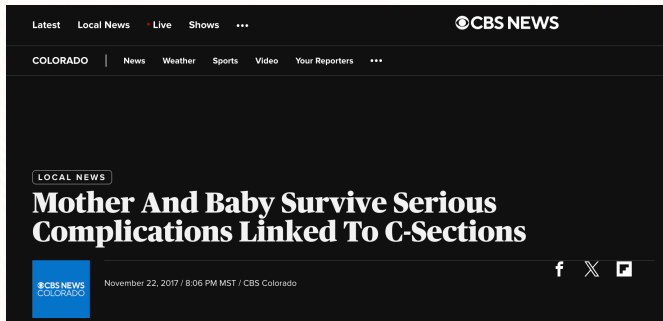 Latest Local News Live Shows •••
CBS NEWS
COLORADO News Weather Sports Video Your Reporters •••
LOCAL NEWS
Mother And Baby Survive Serious
Complications Linked To C-Sections
CBS NEWS
COLORADO
November 22, 2017 / 8:06 PM MST / CBS Colorado